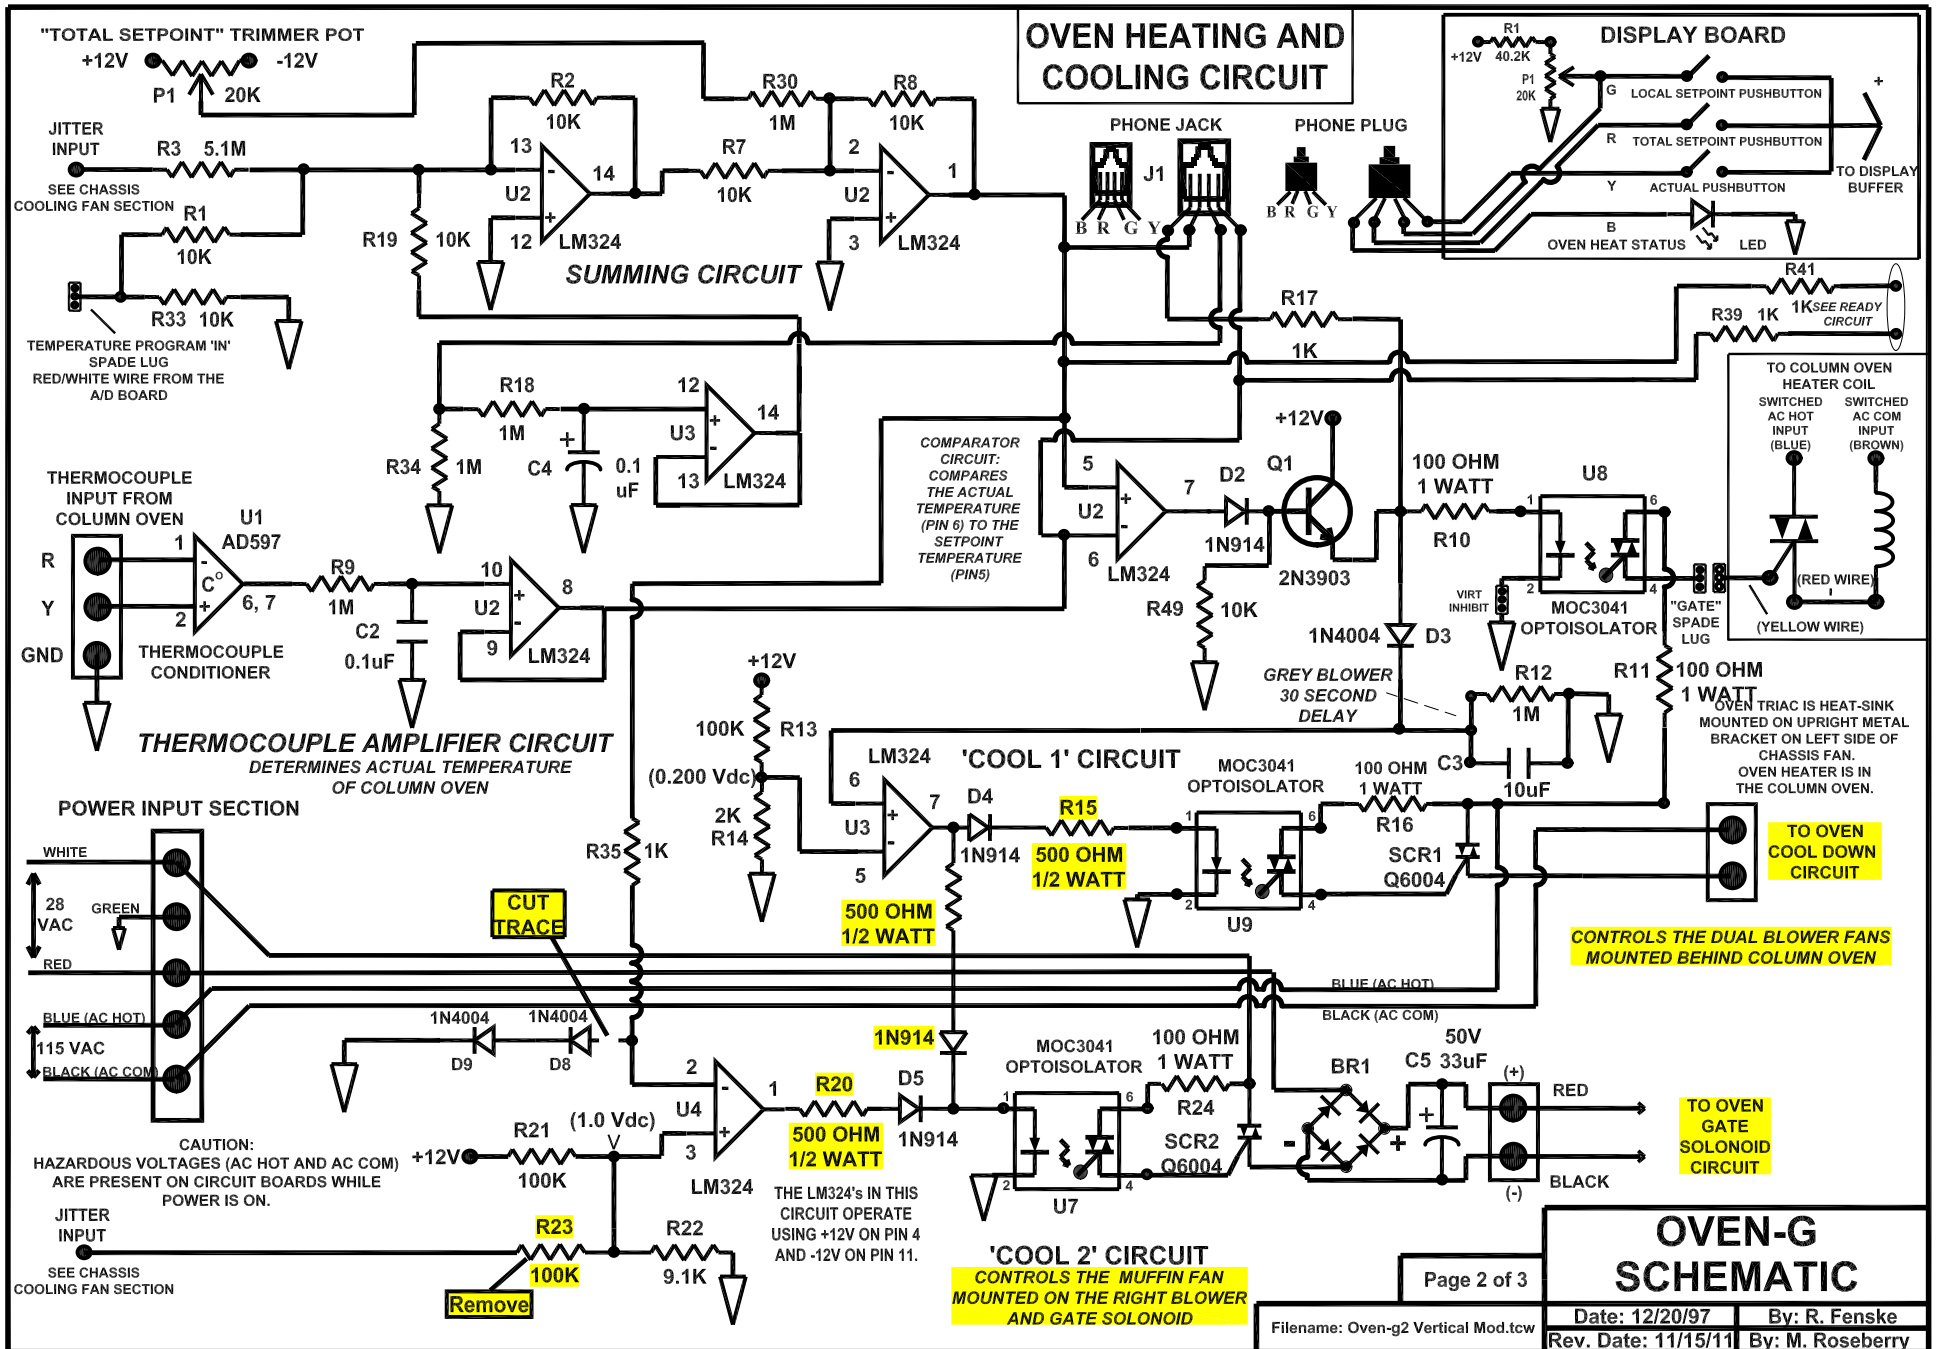 "TOTAL SETPOINT" TRIMMER POT
+12V
-12V
P1
20K
JITTER
INPUT
R3 5.1M
SEE CHASSIS
COOLING FAN SECTION
R1
10K
R33 10K
TEMPERATURE PROGRAM 'IN'
SPADE LUG
RED/WHITE WIRE FROM THE
A/D BOARD
R19 10K
R2
10K
13
-
14
U2
+
12
LM324
R30
1M
R7
10K
R8
10K
2
-
1
U2
+
3
LM324
SUMMING CIRCUIT
OVEN HEATING AND
COOLING CIRCUIT
PHONE JACK
J1
B R G Y
PHONE PLUG
B R G Y
DISPLAY BOARD
R1
+12V
40.2K
P1
20K
G
LOCAL SETPOINT PUSHBUTTON
R
TOTAL SETPOINT PUSHBUTTON
Y
ACTUAL PUSHBUTTON
B
OVEN HEAT STATUS
LED
+
TO DISPLAY
BUFFER
R41
1K
SEE READY
CIRCUIT
R39 1K
R17
1K
R18
1M
R34 1M
+
C4
0.1
uF
12
+
14
U3
-
13
LM324
COMPARATOR
CIRCUIT:
COMPARES
THE ACTUAL
TEMPERATURE
(PIN 6) TO THE
SETPOINT
TEMPERATURE
(PIN5)
5
+
7
U2
-
6
LM324
D2
1N914
Q1
+12V
2N3903
R49 10K
100 OHM
1 WATT
R10
U8
1
6
2
4
MOC3041
OPTOISOLATOR
VIRT
INHIBIT
"GATE"
SPADE
LUG
TO COLUMN OVEN
HEATER COIL
SWITCHED
AC HOT
INPUT
(BLUE)
SWITCHED
AC COM
INPUT
(BROWN)
(RED WIRE)
(YELLOW WIRE)
THERMOCOUPLE
INPUT FROM
COLUMN OVEN
R
Y
GND
U1
AD597
1
-
C°
+
2
6, 7
THERMOCOUPLE
CONDITIONER
R9
1M
C2
0.1uF
10
+
8
U2
-
9
LM324
THERMOCOUPLE AMPLIFIER CIRCUIT
DETERMINES ACTUAL TEMPERATURE
OF COLUMN OVEN
1N4004 D3
GREY BLOWER
30 SECOND
DELAY
R12
1M
C3
10uF
R11
100 OHM
1 WATT
OVEN TRIAC IS HEAT-SINK
MOUNTED ON UPRIGHT METAL
BRACKET ON LEFT SIDE OF
CHASSIS FAN.
OVEN HEATER IS IN
THE COLUMN OVEN.
+12V
100K R13
(0.200 Vdc)
2K
R14
LM324
6
+
7
U3
-
5
'COOL 1' CIRCUIT
D4
1N914
R15
500 OHM
1/2 WATT
500 OHM
1/2 WATT
1N914
MOC3041
OPTOISOLATOR
1
6
2
4
U9
100 OHM
1 WATT
R16
SCR1
Q6004
TO OVEN
COOL DOWN
CIRCUIT
CONTROLS THE DUAL BLOWER FANS
MOUNTED BEHIND COLUMN OVEN
POWER INPUT SECTION
WHITE
28
VAC
GREEN
RED
BLUE (AC HOT)
115 VAC
BLACK (AC COM)
BLUE (AC HOT)
BLACK (AC COM)
R35 1K
CUT
TRACE
1N4004
D9
1N4004
D8
2
-
1
U4
+
3
LM324
R20
500 OHM
1/2 WATT
D5
1N914
MOC3041
OPTOISOLATOR
1
6
2
4
U7
100 OHM
1 WATT
R24
SCR2
Q6004
BR1
-
+
50V
C5 33uF
+
(+)
(-)
RED
BLACK
TO OVEN
GATE
SOLONOID
CIRCUIT
CAUTION:
HAZARDOUS VOLTAGES (AC HOT AND AC COM)
ARE PRESENT ON CIRCUIT BOARDS WHILE
POWER IS ON.
+12V
R21
100K
(1.0 Vdc)
JITTER
INPUT
SEE CHASSIS
COOLING FAN SECTION
R23
100K
Remove
R22
9.1K
THE LM324's IN THIS
CIRCUIT OPERATE
USING +12V ON PIN 4
AND -12V ON PIN 11.
'COOL 2' CIRCUIT
CONTROLS THE MUFFIN FAN
MOUNTED ON THE RIGHT BLOWER
AND GATE SOLONOID
OVEN-G
SCHEMATIC
Page 2 of 3
Date: 12/20/97
By: R. Fenske
Filename: Oven-g2 Vertical Mod.tcw
Rev. Date: 11/15/11
By: M. Roseberry